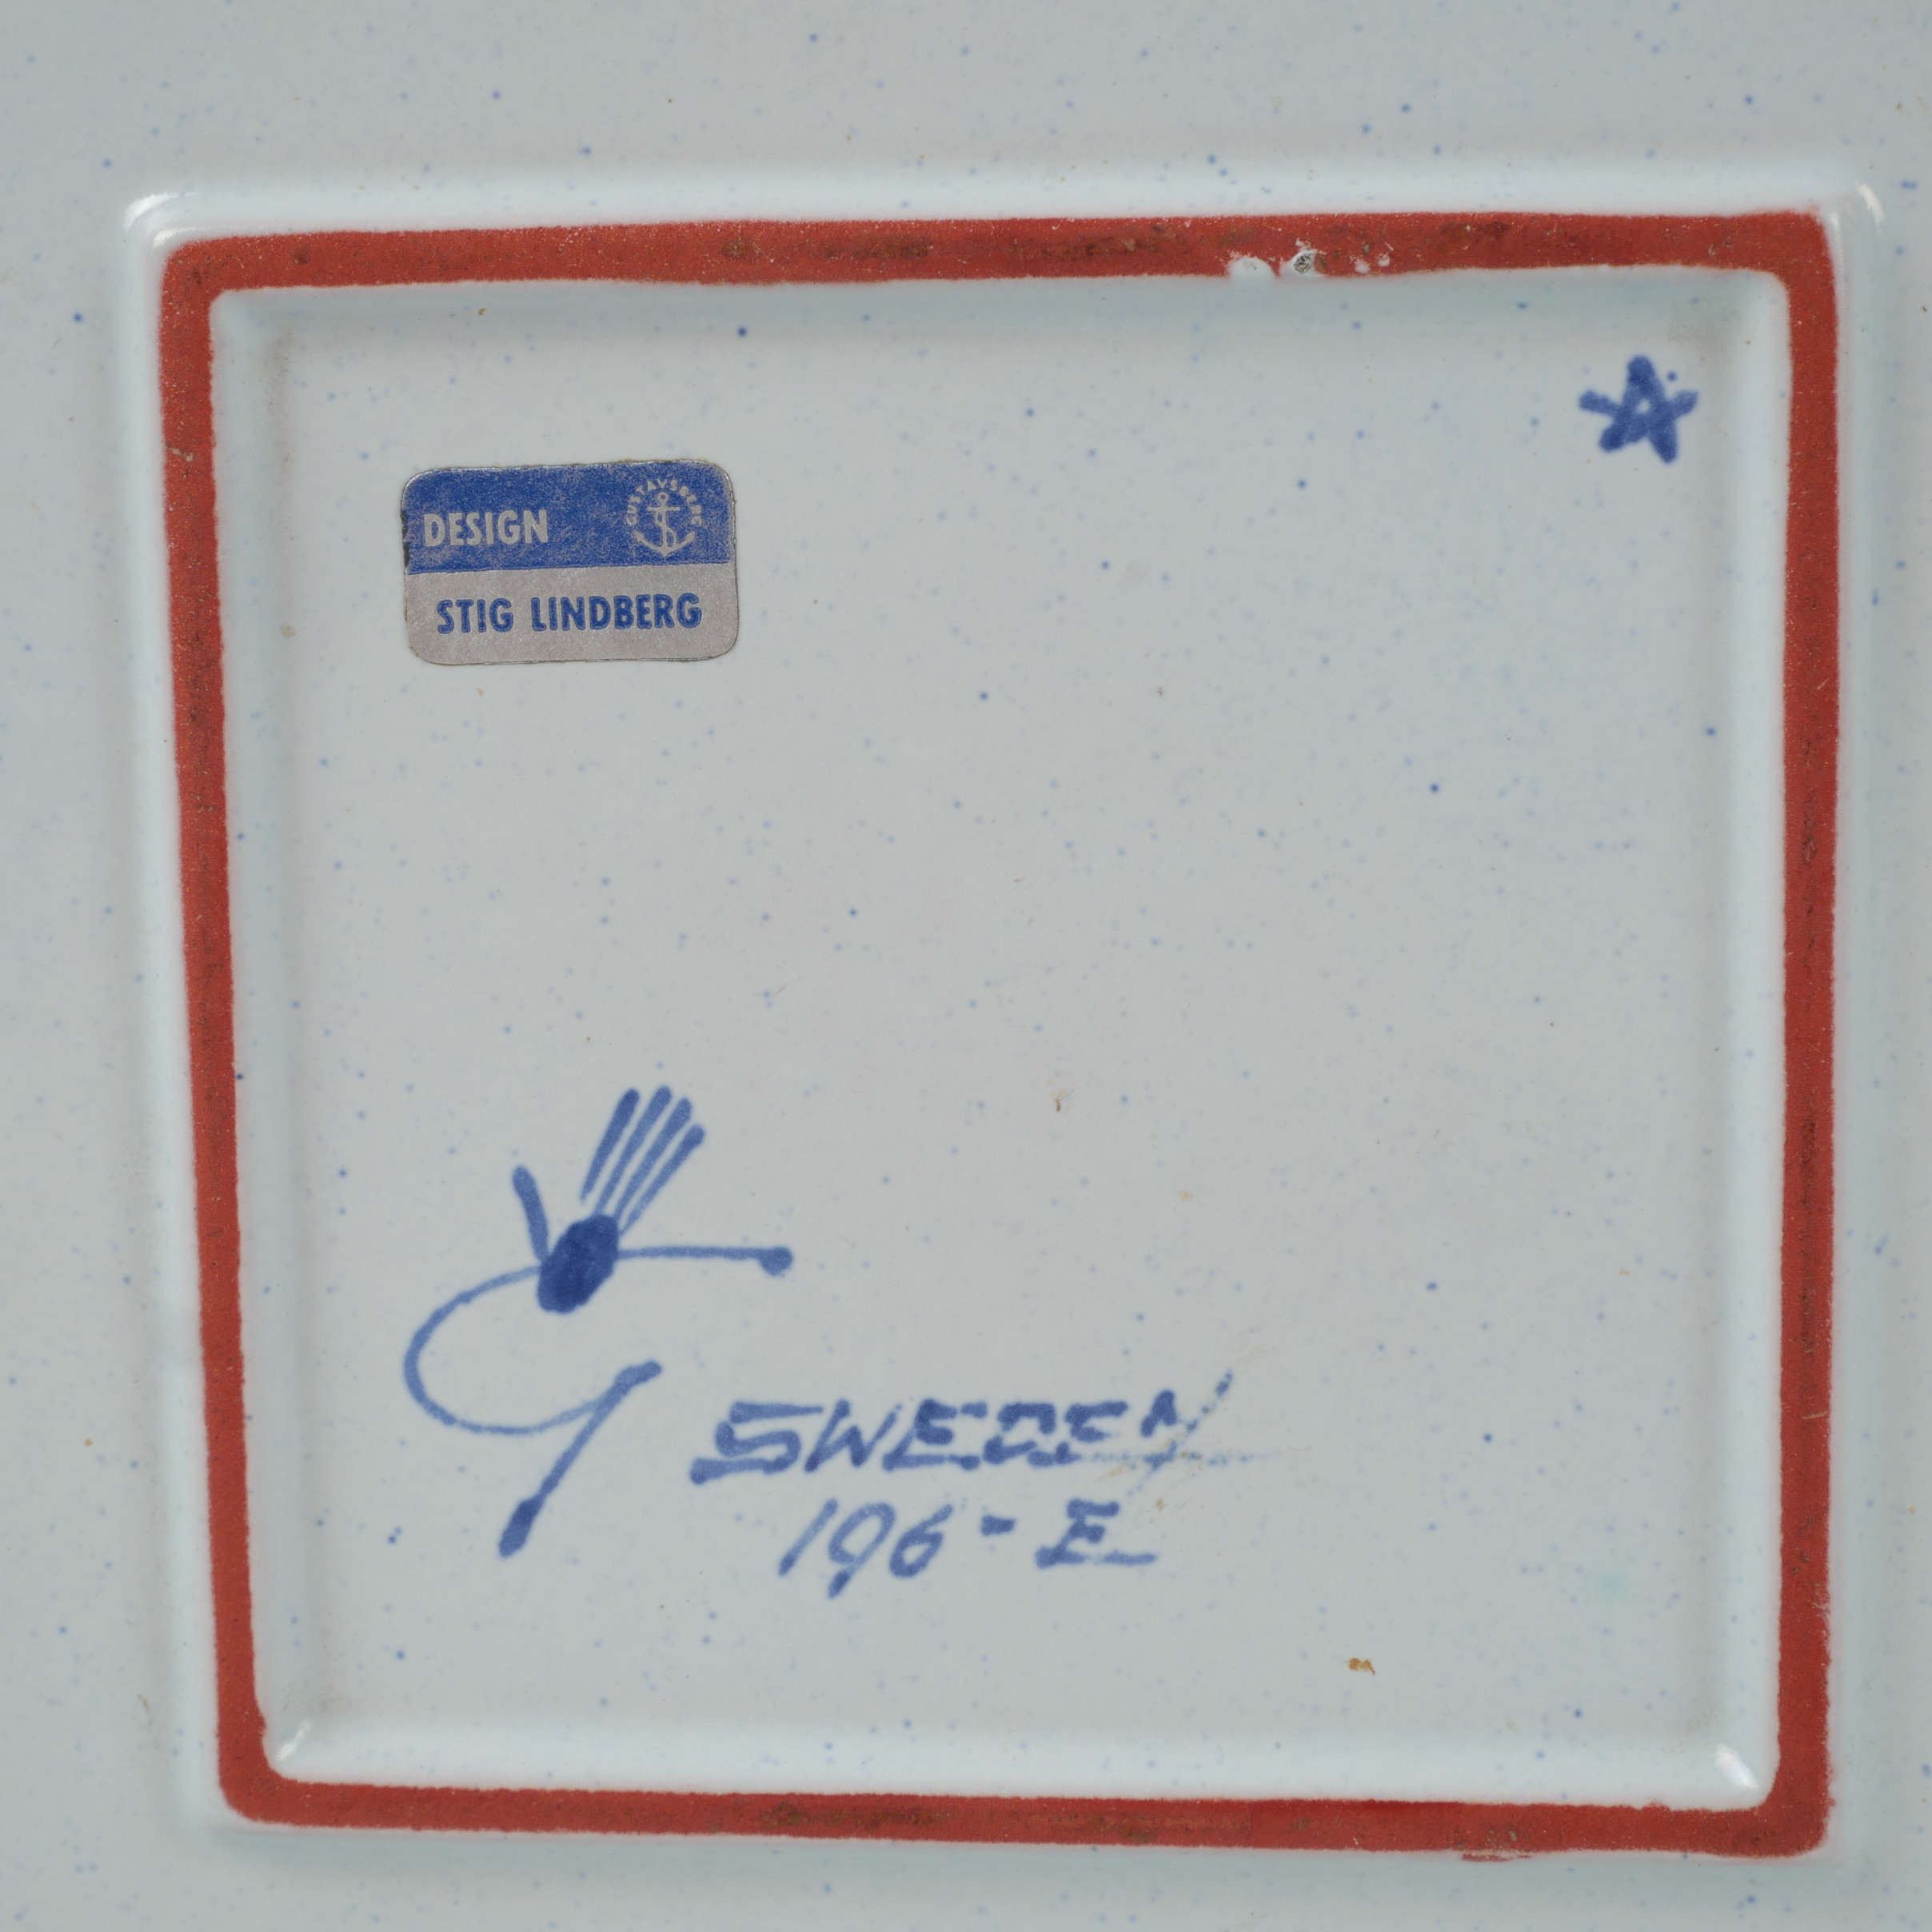 DESIGN
GUSTAVSBERG
STIG LINDBERG
SWEDEN
196-E